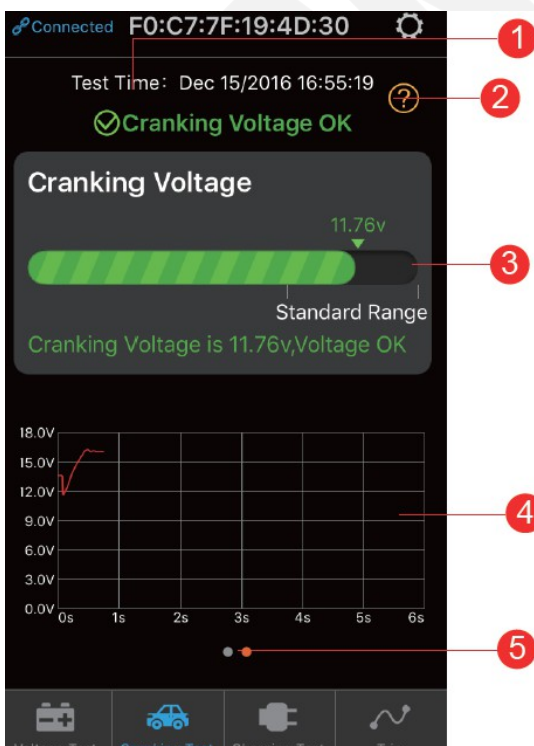 Connected F0:C7:7F:19:4D:30
1
Test Time: Dec 15/2016 16:55:19
? 2
Cranking Voltage OK
Cranking Voltage
11.76v
3
Standard Range
Cranking Voltage is 11.76v,Voltage OK
18.0V
15.0V
12.0V
9.0V
4
6.0V
3.0V
0.0V
0s 1s 2s 3s 4s 5s 6s
5